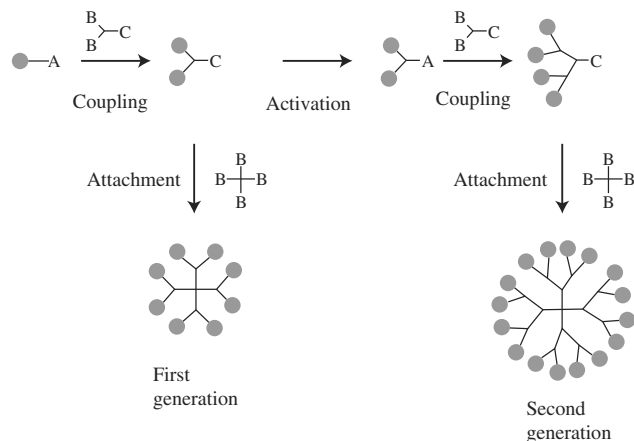 B
B
C
A
Coupling
C
Activation
A
B
B
C
Coupling
C
Attachment
B
B
B
B
Attachment
B
B
B
B
First
generation
Second
generation